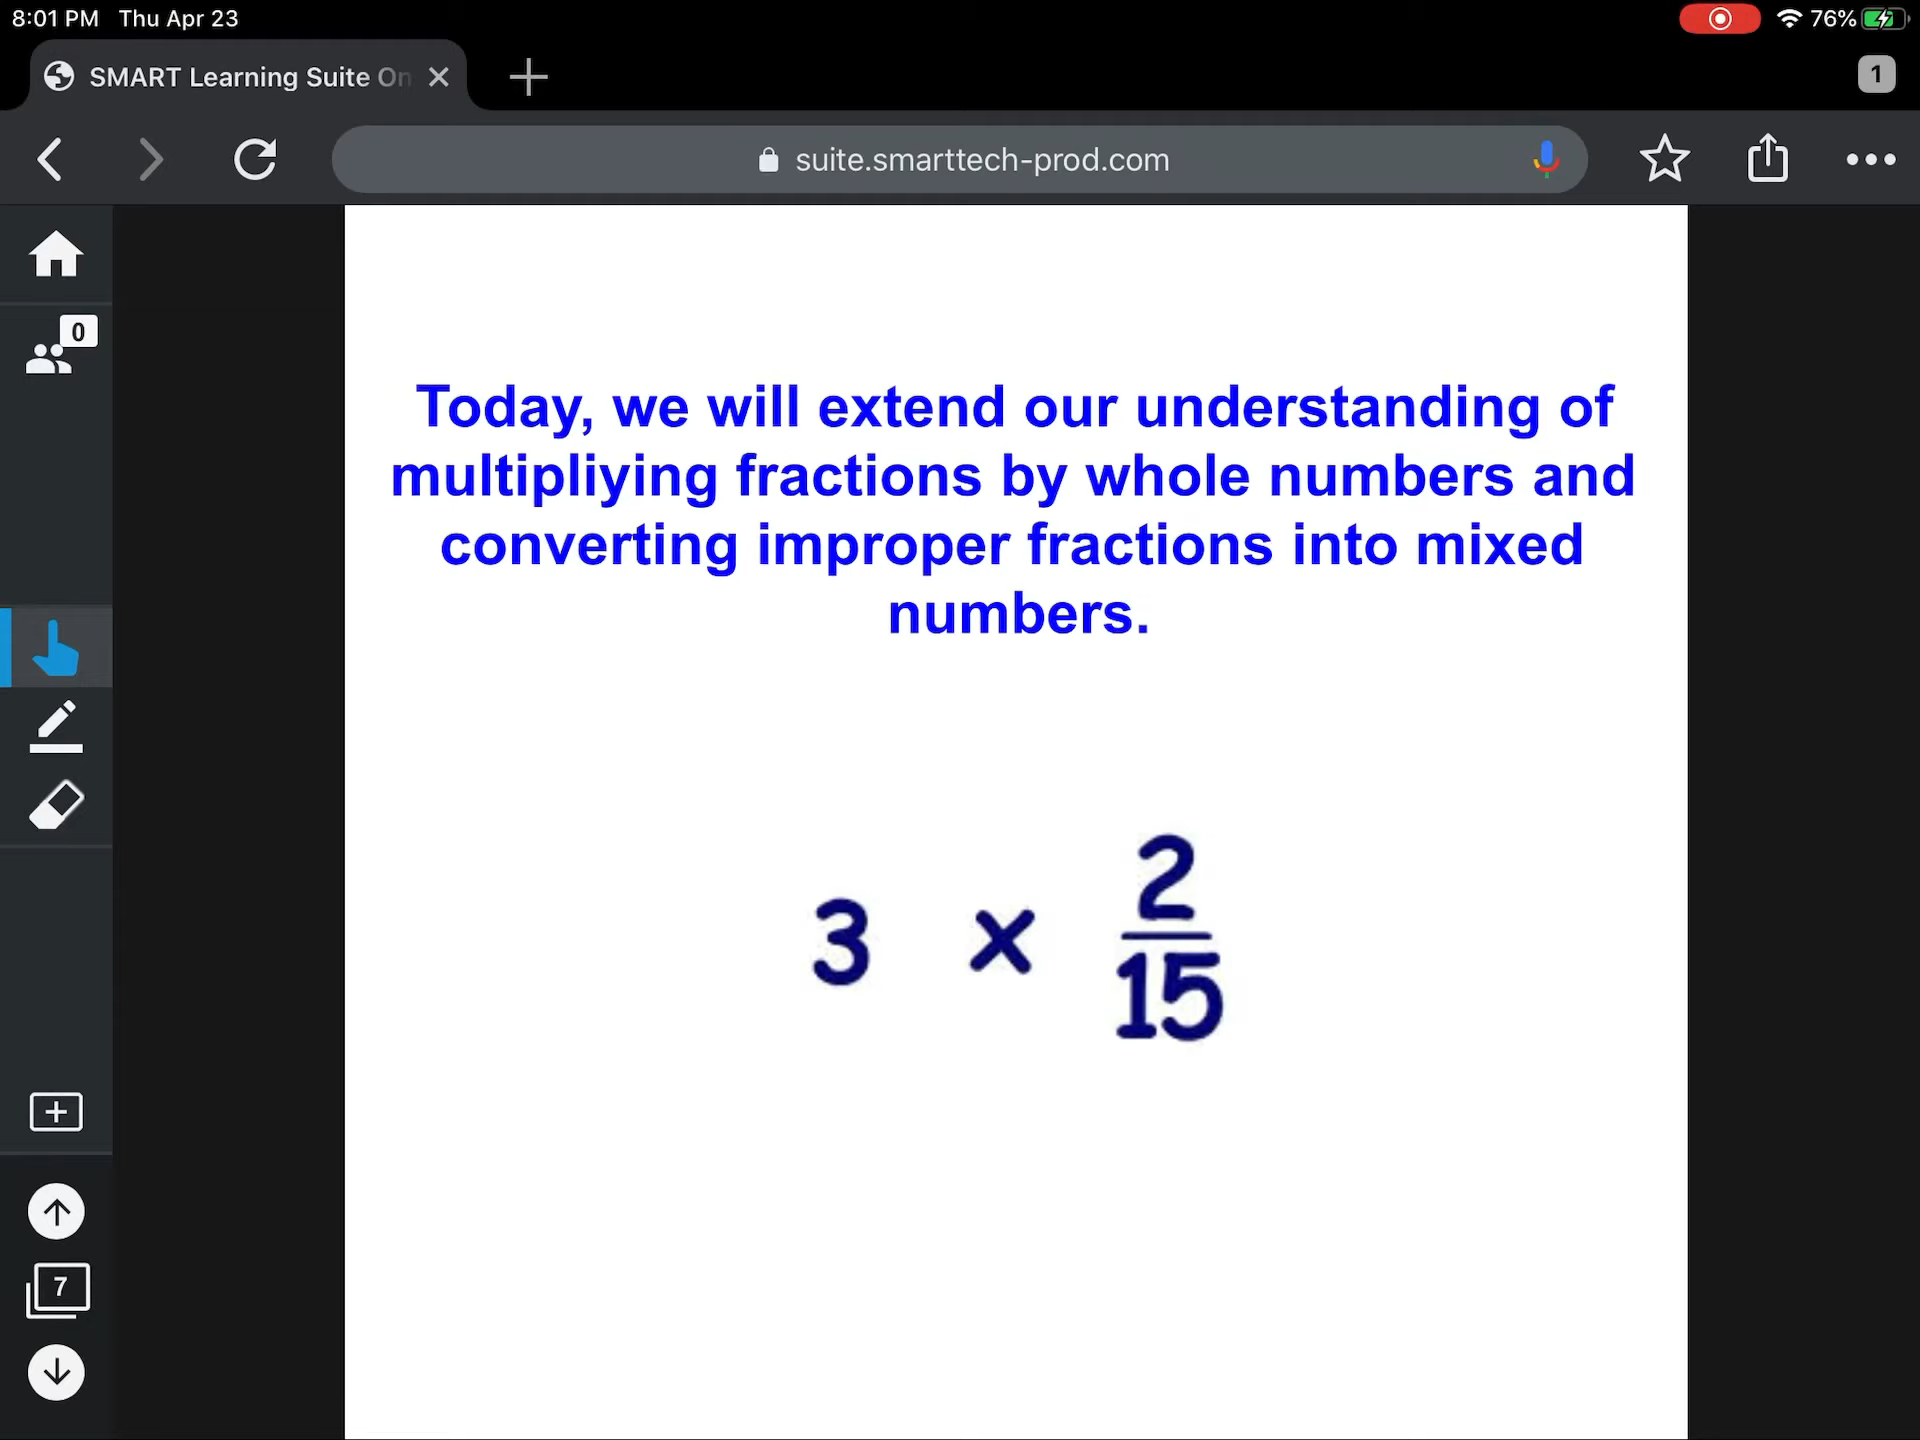 8:01 PM Thu Apr 23
76%
SMART Learning Suite On
1
suite.smarttech-prod.com
0
Today, we will extend our understanding of
multipliying fractions by whole numbers and
converting improper fractions into mixed
numbers.
3 x 2/15
7